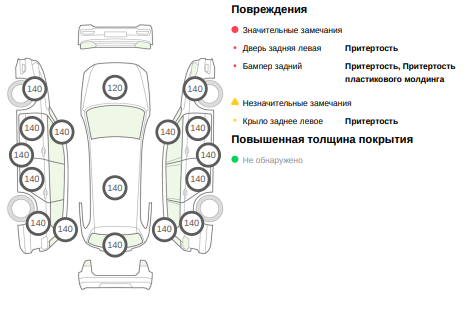 Повреждения
Значительные замечания
Дверь задняя левая Притертость
Бампер задний Притертость, Притертость
пластикового молдинга
Незначительные замечания
Крыло заднее левое Притертость
Повышенная толщина покрытия
Не обнаружено
140 120 140
140 140 140 140
140 140
140 140 140
140 140 140 140
140